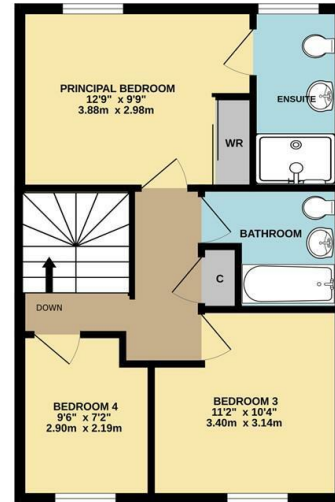 PRINCIPAL BEDROOM
12'9" x 9'9"
3.88m x 2.98m
ENSUITE
WR
BATHROOM
C
DOWN
BEDROOM 4
9'6" x 7'2"
2.90m x 2.19m
BEDROOM 3
11'2" x 10'4"
3.40m x 3.14m